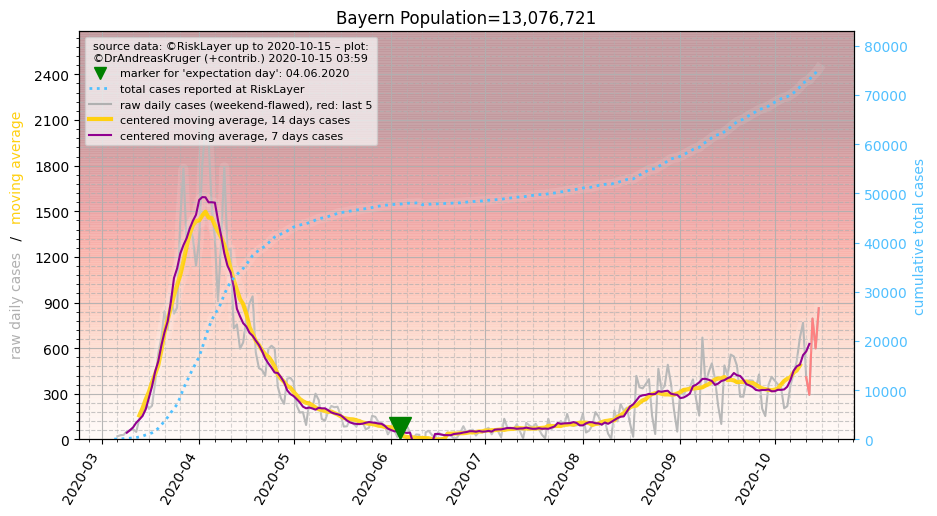 Bayern Population=13,076,721
source data: ©RiskLayer up to 2020-10-15 – plot:
©DrAndreasKruger (+contrib.) 2020-10-15 03:59
marker for 'expectation day': 04.06.2020
total cases reported at RiskLayer
raw daily cases (weekend-flawed), red: last 5
centered moving average, 14 days cases
centered moving average, 7 days cases
raw daily cases / moving average
2400
2100
1800
1500
1200
900
600
300
0
80000
70000
60000
50000
40000
30000
20000
10000
0
cumulative total cases
2020-03
2020-04
2020-05
2020-06
2020-07
2020-08
2020-09
2020-10